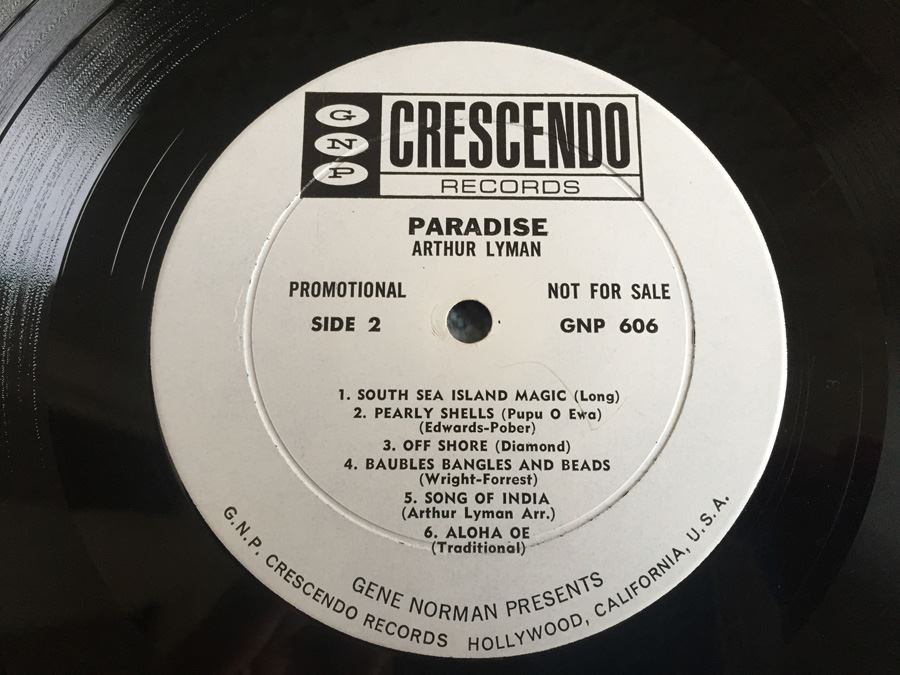 G
N
P
CRESCENDO
RECORDS
PARADISE
ARTHUR LYMAN
PROMOTIONAL NOT FOR SALE
SIDE 2 GNP 606
1. SOUTH SEA ISLAND MAGIC (Long)
2. PEARLY SHELLS (Pupu O Ewa)
(Edwards-Pober)
3. OFF SHORE (Diamond)
4. BAUBLES BANGLES AND BEADS
(Wright-Forrest)
5. SONG OF INDIA
(Arthur Lyman Arr.)
6. ALOHA OE
(Traditional)
GENE NORMAN PRESENTS
G.N.P. CRESCENDO RECORDS HOLLYWOOD, CALIFORNIA, U.S.A.